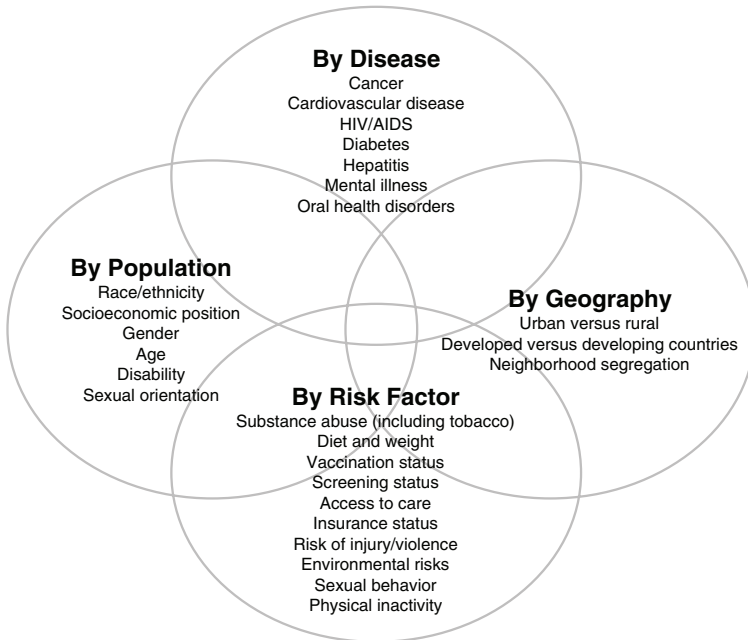 By Disease
Cancer
Cardiovascular disease
HIV/AIDS
Diabetes
Hepatitis
Mental illness
Oral health disorders
By Population
Race/ethnicity
Socioeconomic position
Gender
Age
Disability
Sexual orientation
By Geography
Urban versus rural
Developed versus developing countries
Neighborhood segregation
By Risk Factor
Substance abuse (including tobacco)
Diet and weight
Vaccination status
Screening status
Access to care
Insurance status
Risk of injury/violence
Environmental risks
Sexual behavior
Physical inactivity